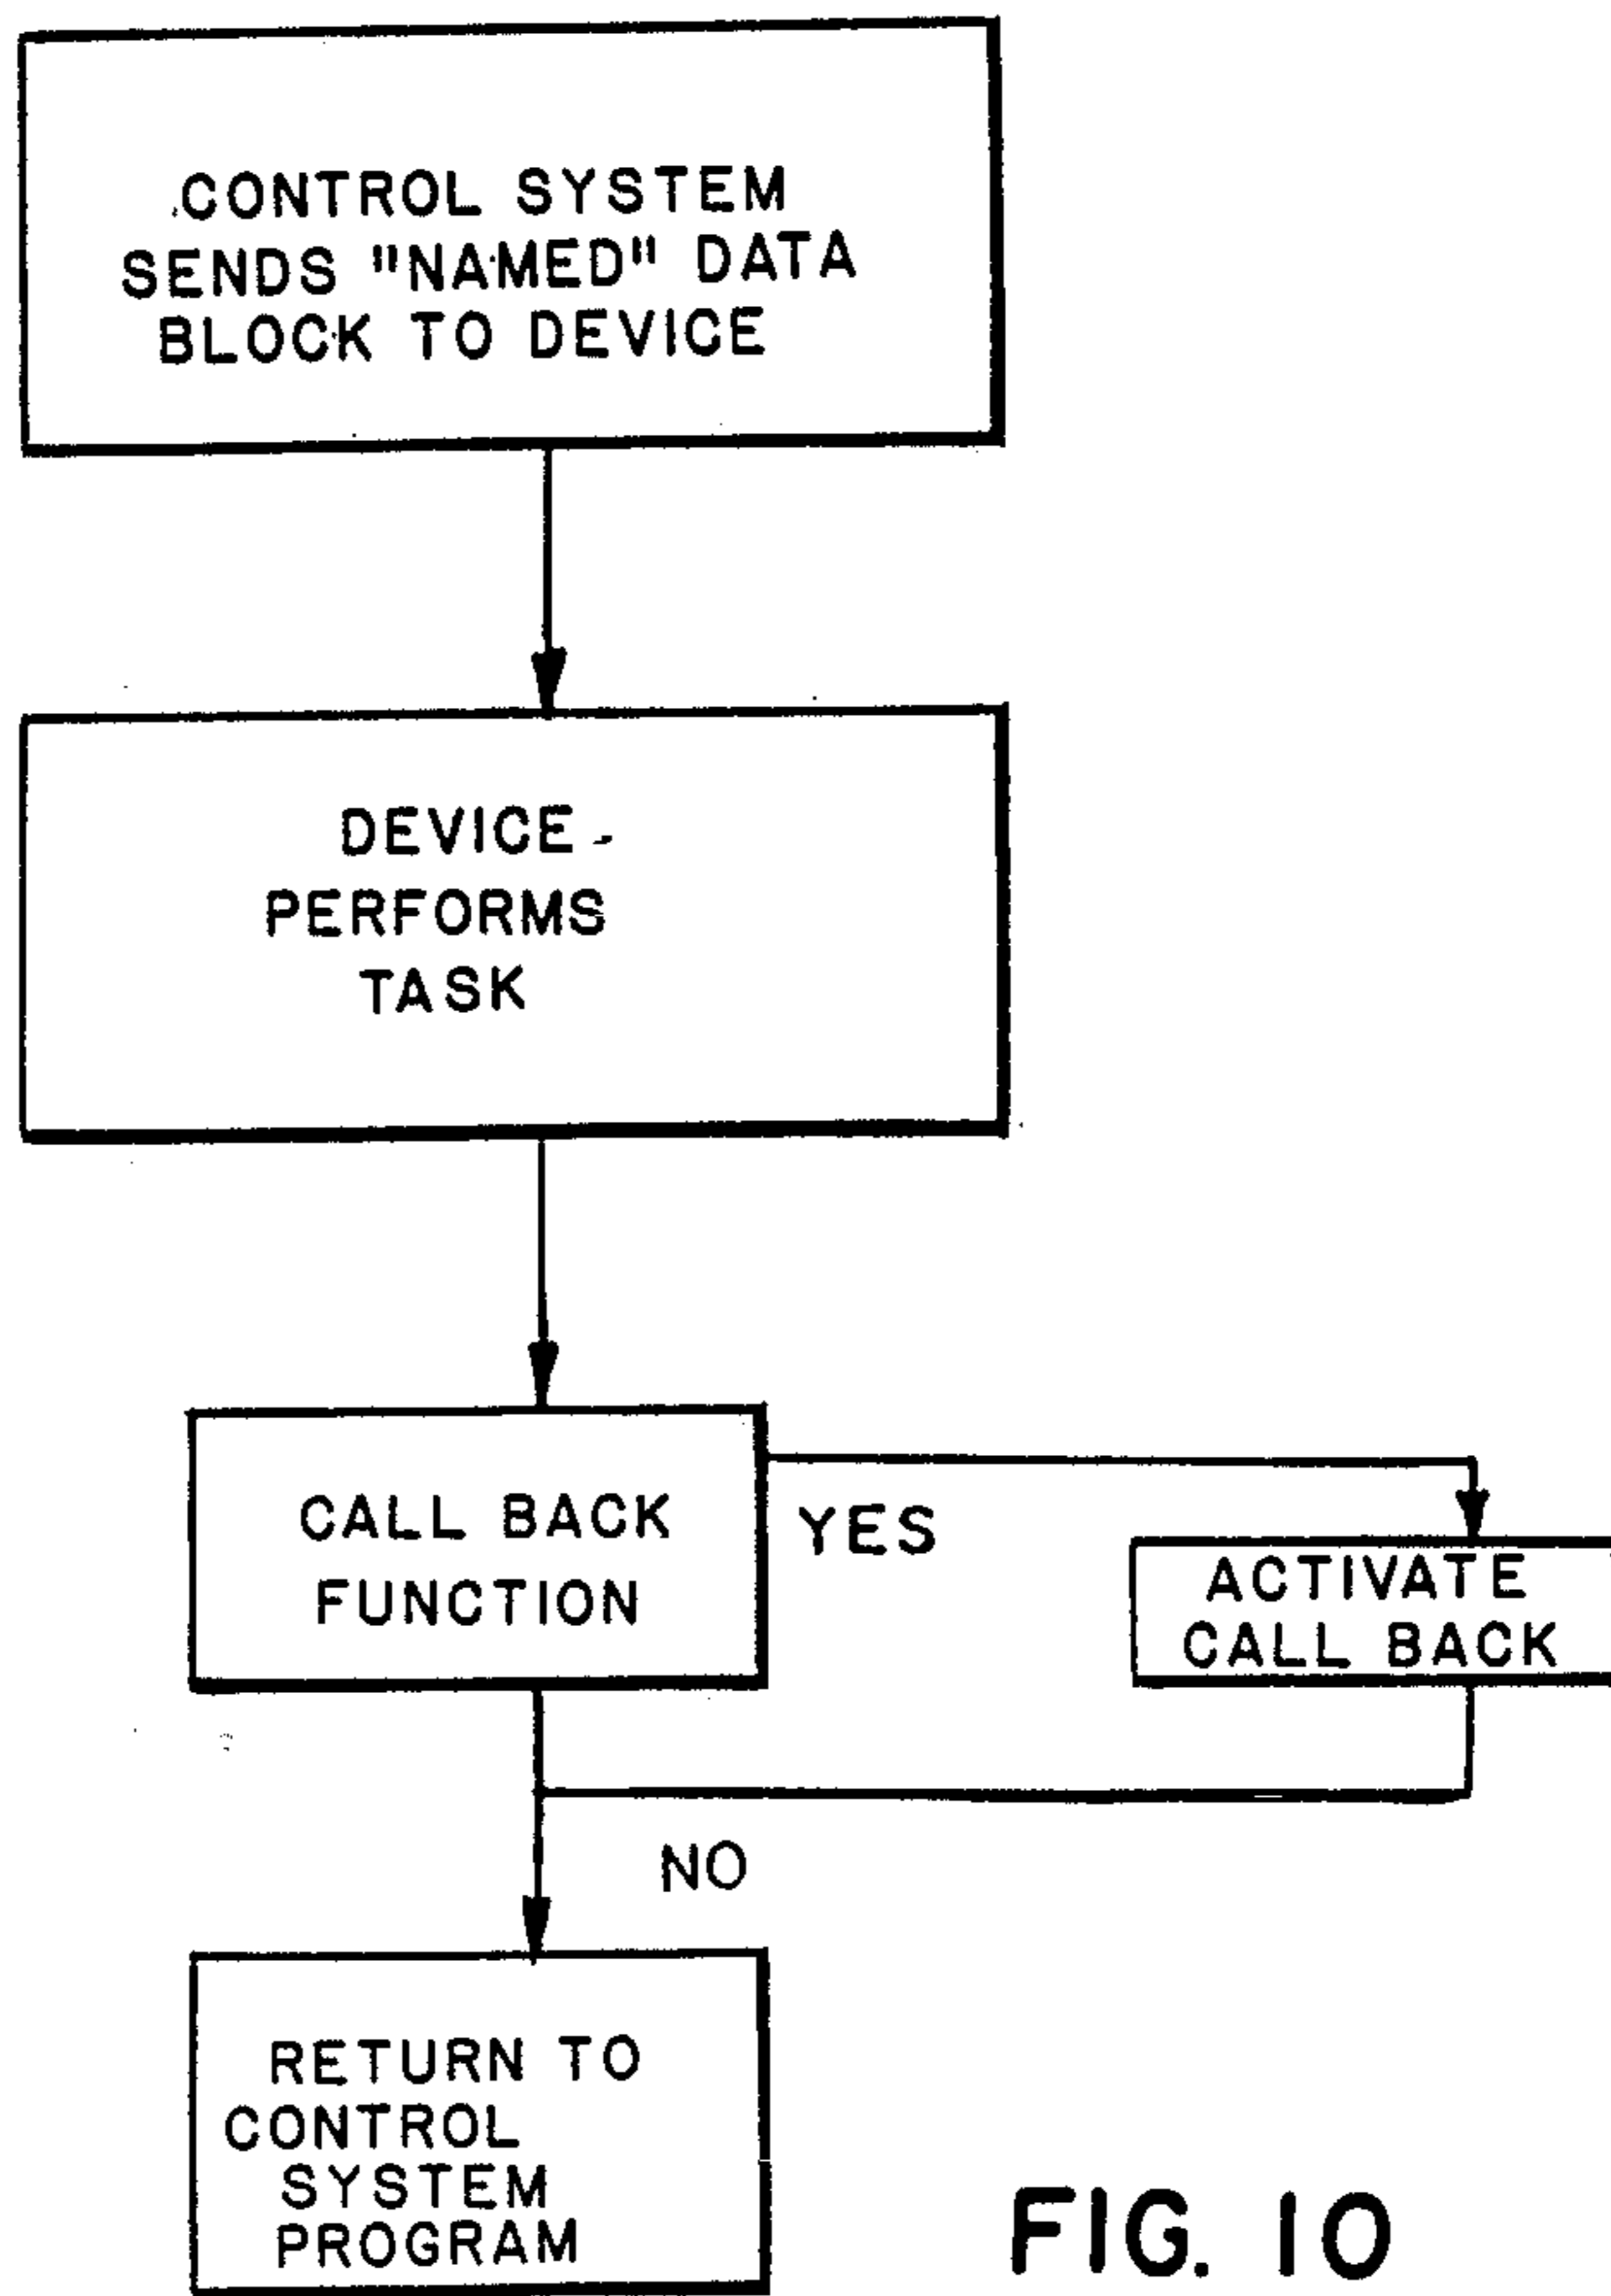 CONTROL SYSTEM
SENDS "NAMED" DATA
BLOCK TO DEVICE
DEVICE
PERFORMS
TASK
CALL BACK
FUNCTION
YES
ACTIVATE
CALL BACK
NO
RETURN TO
CONTROL
SYSTEM
PROGRAM
FIG. 10